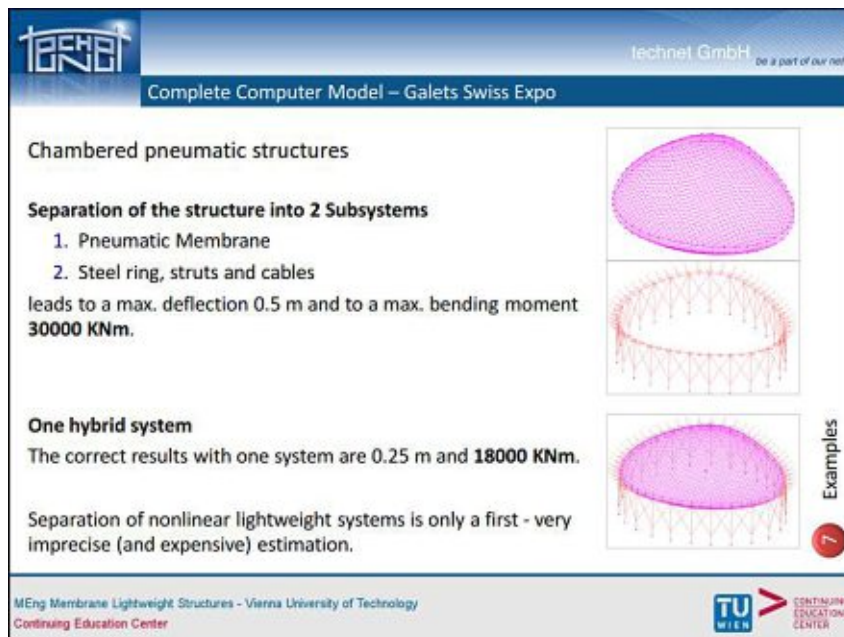 technet
technet GmbH
be a part of our net
Complete Computer Model – Galets Swiss Expo
Chambered pneumatic structures
Separation of the structure into 2 Subsystems
1. Pneumatic Membrane
2. Steel ring, struts and cables
leads to a max. deflection 0.5 m and to a max. bending moment
30000 KNm.
One hybrid system
The correct results with one system are 0.25 m and 18000 KNm.
Separation of nonlinear lightweight systems is only a first - very
imprecise (and expensive) estimation.
Examples
7
MEng Membrane Lightweight Structures - Vienna University of Technology
Continuing Education Center
TU
WIEN
CONTINUING
EDUCATION
CENTER